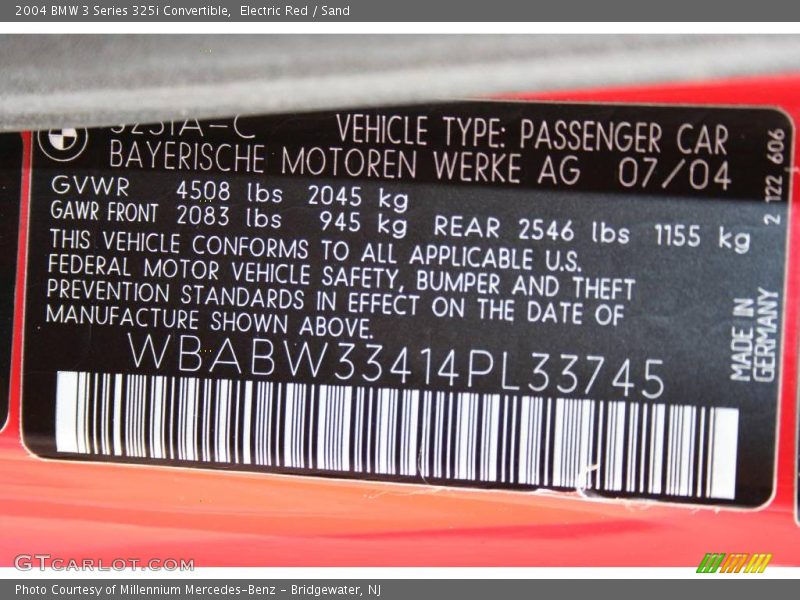 2004 BMW 3 Series 325i Convertible,  Electric Red / Sand
325iA-C VEHICLE TYPE: PASSENGER CAR
BAYERISCHE MOTOREN WERKE AG 07/04
GVWR 4508 lbs 2045 kg
GAWR FRONT 2083 lbs 945 kg REAR 2546 lbs 1155 kg
THIS VEHICLE CONFORMS TO ALL APPLICABLE U.S.
FEDERAL MOTOR VEHICLE SAFETY, BUMPER AND THEFT
PREVENTION STANDARDS IN EFFECT ON THE DATE OF
MANUFACTURE SHOWN ABOVE.
WBABW33414PL33745
2 122 606
MADE IN
GERMANY
GTCARLOT.COM
Photo Courtesy of Millennium Mercedes-Benz - Bridgewater, NJ